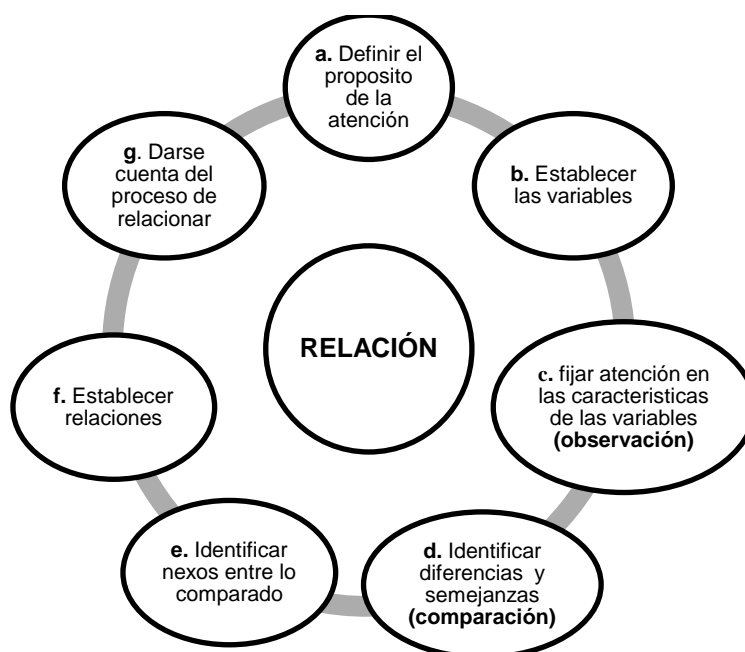 a. Definir el
proposito
de la
atención
b. Establecer
las variables
c. fijar atención en
las caracteristicas
de las variables
(observación)
d. Identificar
diferencias y
semejanzas
(comparación)
e. Identificar
nexos entre lo
comparado
f. Establecer
relaciones
g. Darse
cuenta del
proceso de
relacionar
RELACIÓN